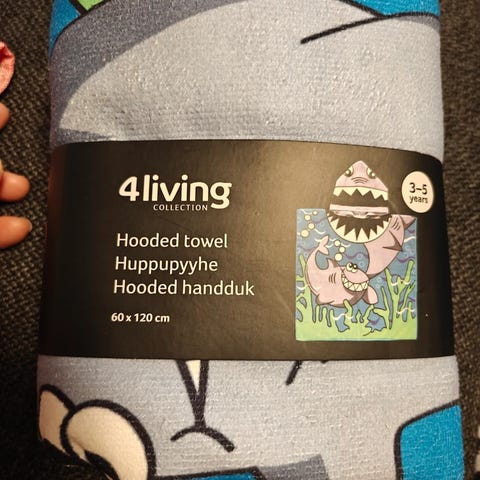 4living
COLLECTION
3-5
years
Hooded towel
Huppupyyhe
Hooded handduk
60 x 120 cm